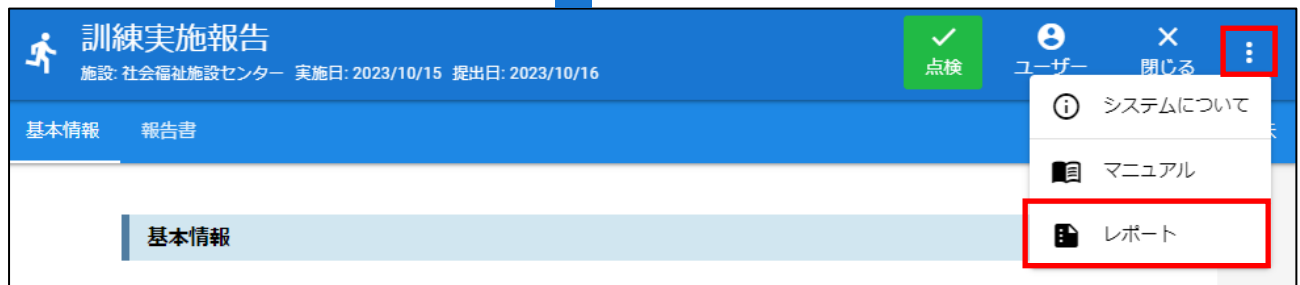 訓練実施報告
施設: 社会福祉施設センター 実施日: 2023/10/15 提出日: 2023/10/16
点検
ユーザー
閉じる
基本情報 報告書
システムについて
マニュアル
レポート
基本情報